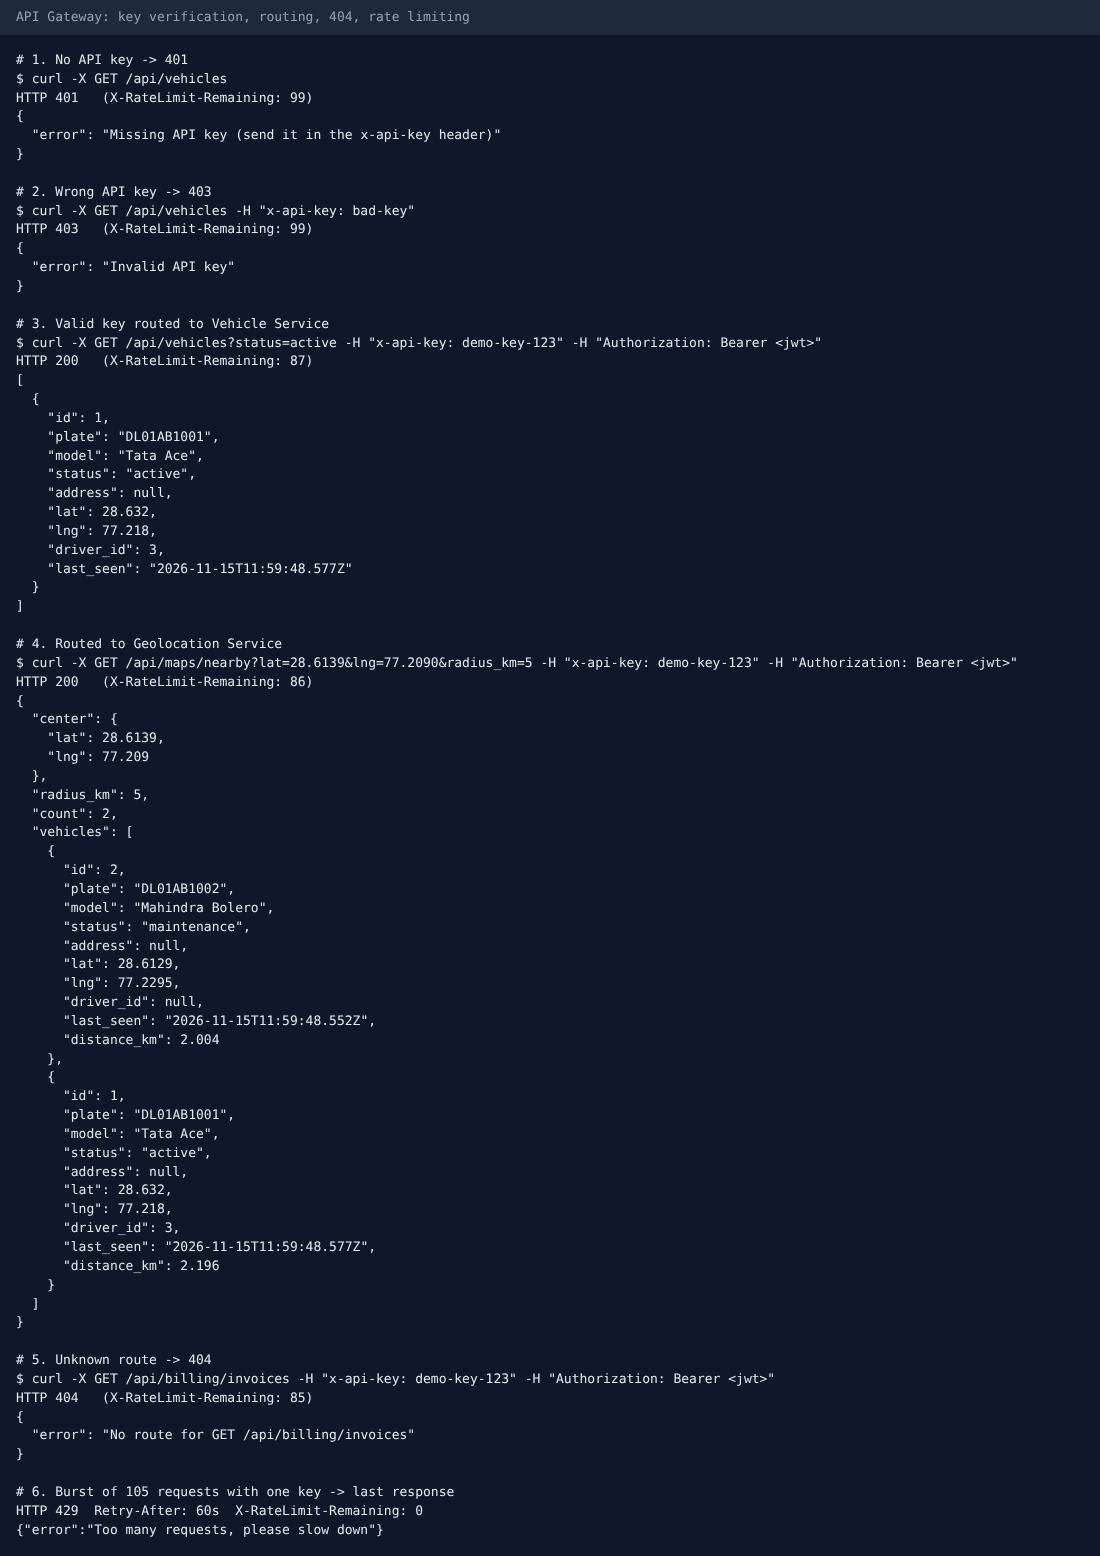 API Gateway: key verification, routing, 404, rate limiting
# 1. No API key -> 401
$ curl -X GET /api/vehicles
HTTP 401   (X-RateLimit-Remaining: 99)
{
  "error": "Missing API key (send it in the x-api-key header)"
}
# 2. Wrong API key -> 403
$ curl -X GET /api/vehicles -H "x-api-key: bad-key"
HTTP 403   (X-RateLimit-Remaining: 99)
{
  "error": "Invalid API key"
}
# 3. Valid key routed to Vehicle Service
$ curl -X GET /api/vehicles?status=active -H "x-api-key: demo-key-123" -H "Authorization: Bearer <jwt>"
HTTP 200   (X-RateLimit-Remaining: 87)
[
  {
    "id": 1,
    "plate": "DL01AB1001",
    "model": "Tata Ace",
    "status": "active",
    "address": null,
    "lat": 28.632,
    "lng": 77.218,
    "driver_id": 3,
    "last_seen": "2026-11-15T11:59:48.577Z"
  }
]
# 4. Routed to Geolocation Service
$ curl -X GET /api/maps/nearby?lat=28.6139&lng=77.2090&radius_km=5 -H "x-api-key: demo-key-123" -H "Authorization: Bearer <jwt>"
HTTP 200   (X-RateLimit-Remaining: 86)
{
  "center": {
    "lat": 28.6139,
    "lng": 77.209
  },
  "radius_km": 5,
  "count": 2,
  "vehicles": [
    {
      "id": 2,
      "plate": "DL01AB1002",
      "model": "Mahindra Bolero",
      "status": "maintenance",
      "address": null,
      "lat": 28.6129,
      "lng": 77.2295,
      "driver_id": null,
      "last_seen": "2026-11-15T11:59:48.552Z",
      "distance_km": 2.004
    },
    {
      "id": 1,
      "plate": "DL01AB1001",
      "model": "Tata Ace",
      "status": "active",
      "address": null,
      "lat": 28.632,
      "lng": 77.218,
      "driver_id": 3,
      "last_seen": "2026-11-15T11:59:48.577Z",
      "distance_km": 2.196
    }
  ]
}
# 5. Unknown route -> 404
$ curl -X GET /api/billing/invoices -H "x-api-key: demo-key-123" -H "Authorization: Bearer <jwt>"
HTTP 404   (X-RateLimit-Remaining: 85)
{
  "error": "No route for GET /api/billing/invoices"
}
# 6. Burst of 105 requests with one key -> last response
HTTP 429  Retry-After: 60s  X-RateLimit-Remaining: 0
{"error":"Too many requests, please slow down"}